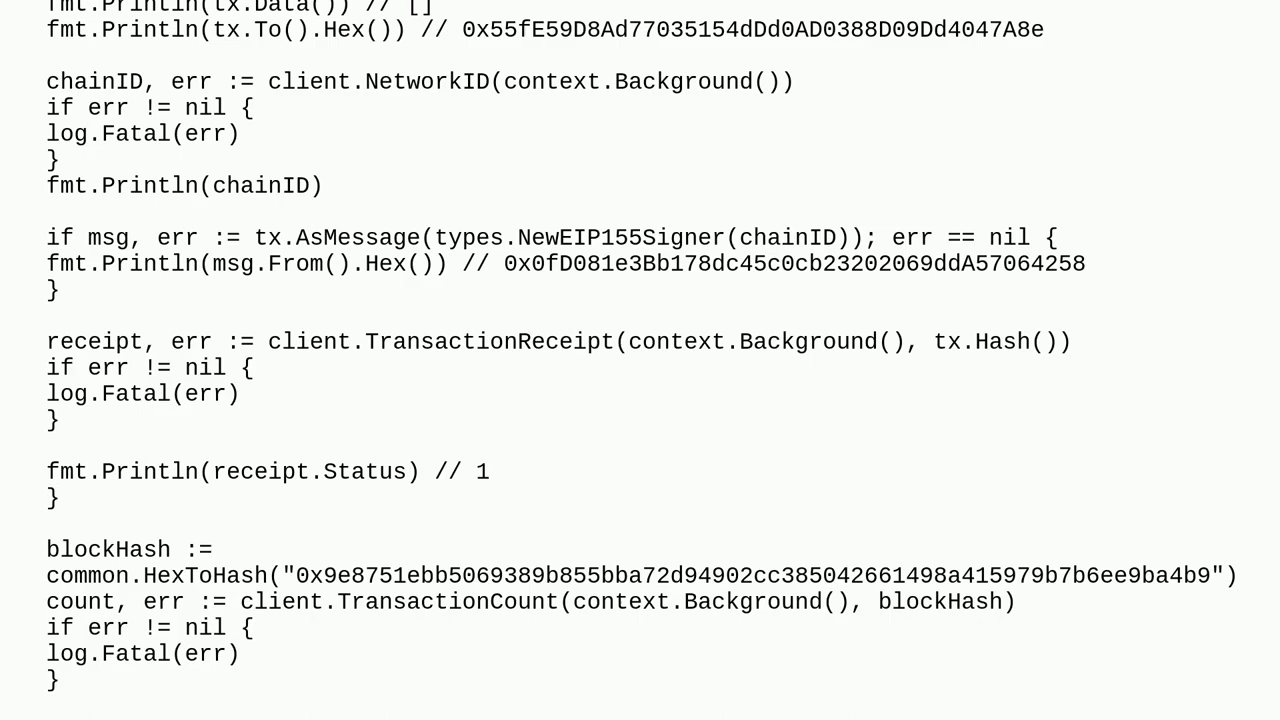 fmt.Println(tx.Data()) // []
fmt.Println(tx.To().Hex()) // 0x55fE59D8Ad77035154dDd0AD0388D09Dd4047A8e
chainID, err := client.NetworkID(context.Background())
if err != nil {
log.Fatal(err)
}
fmt.Println(chainID)
if msg, err := tx.AsMessage(types.NewEIP155Signer(chainID)); err == nil {
fmt.Println(msg.From().Hex()) // 0x0fD081e3Bb178dc45c0cb23202069ddA57064258
}
receipt, err := client.TransactionReceipt(context.Background(), tx.Hash())
if err != nil {
log.Fatal(err)
}
fmt.Println(receipt.Status) // 1
}
blockHash :=
common.HexToHash("0x9e8751ebb5069389b855bba72d94902cc385042661498a415979b7b6ee9ba4b9")
count, err := client.TransactionCount(context.Background(), blockHash)
if err != nil {
log.Fatal(err)
}